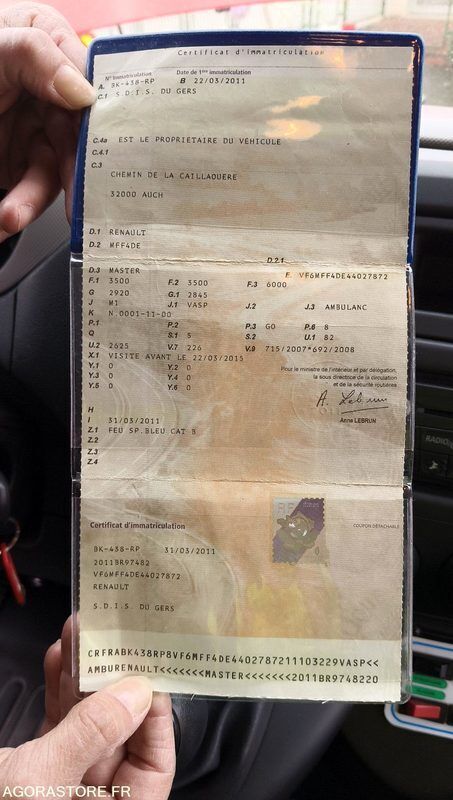 Certificat d'immatriculation
N° Immatriculation Date de 1ère immatriculation
A. BK-438-RP B 22/03/2011
C.1 S.D.I.S. DU GERS
C.4a EST LE PROPRIÉTAIRE DU VÉHICULE
C.4.1
C.3
CHEMIN DE LA CAILLAOUERE
32000 AUCH
D.1 RENAULT
D.2 MFF4DE
D.2.1
D.3 MASTER E. VF6MFF4DE44027872
F.1 3500 F.2 3500 F.3 6000
G 2920 G.1 2845
J M1 J.1 VASP J.2 J.3 AMBULANC
K N.0001-11-00
P.1 P.2 P.3 GO P.6 8
Q S.1 5 S.2 U.1 82
U.2 2625 V.7 226 V.9 715/2007*692/2008
X.1 VISITE AVANT LE 22/03/2015
Y.1 0 Y.2 0
Y.3 0 Y.4 0
Y.5 0 Y.6 0
Pour le ministre de l'intérieur et par délégation,
la sous directrice de la circulation
et de la sécurité routières
A. Lebrun
Anne LEBRUN
H
I 31/03/2011
Z.1 FEU SP.BLEU CAT B
Z.2
Z.3
Z.4
RF
Certificat d'immatriculation
COUPON DÉTACHABLE
BK-438-RP 31/03/2011
2011BR97482
VF6MFF4DE44027872
RENAULT
S.D.I.S. DU GERS
CRFRABK438RP8VF6MFF4DE4402787211103229VASP<<
AMBURENAULT<<<<<<<MASTER<<<<<<<2011BR9748220
RADIO
AGORASTORE.FR